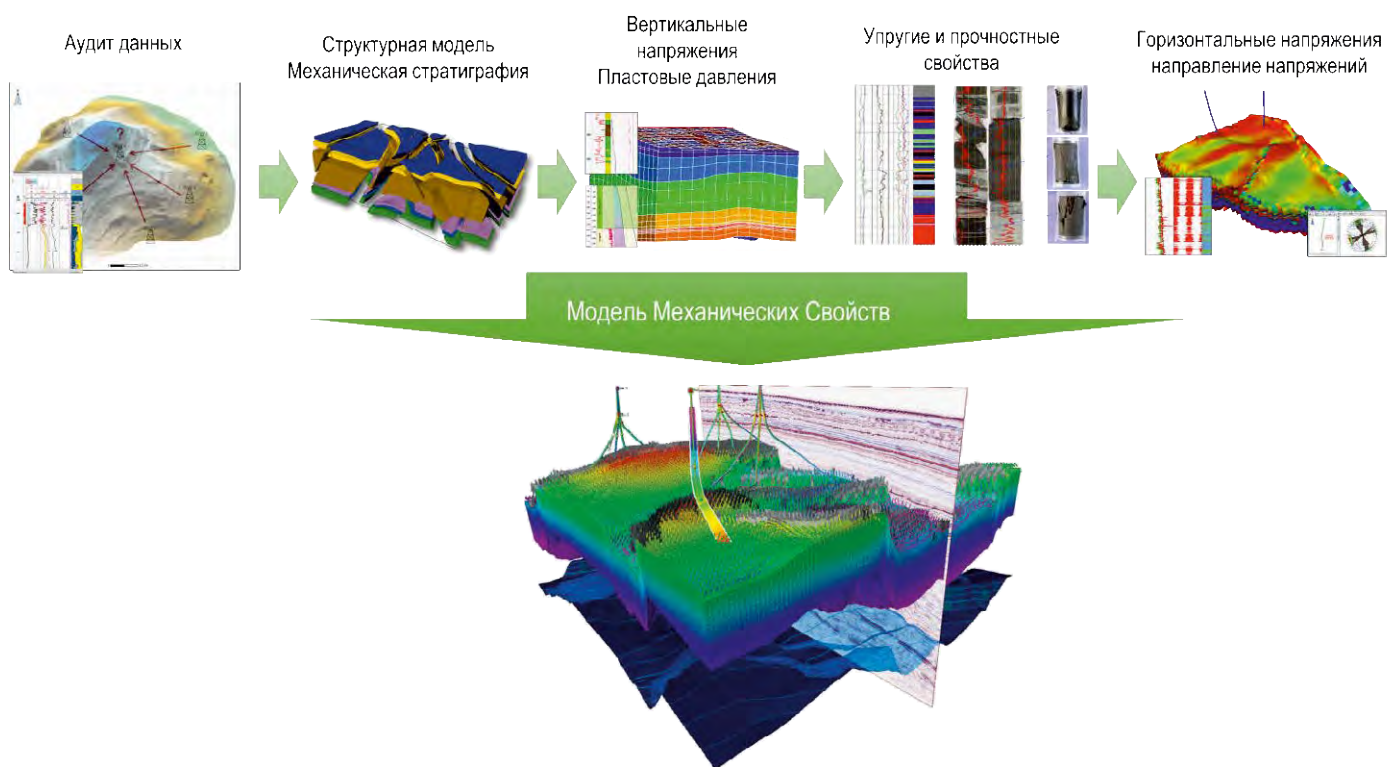 Аудит данных
Структурная модель
Механическая стратиграфия
Вертикальные
напряжения
Пластовые давления
Упругие и прочностные
свойства
Горизонтальные напряжения
направление напряжений
?
Модель Механических Свойств